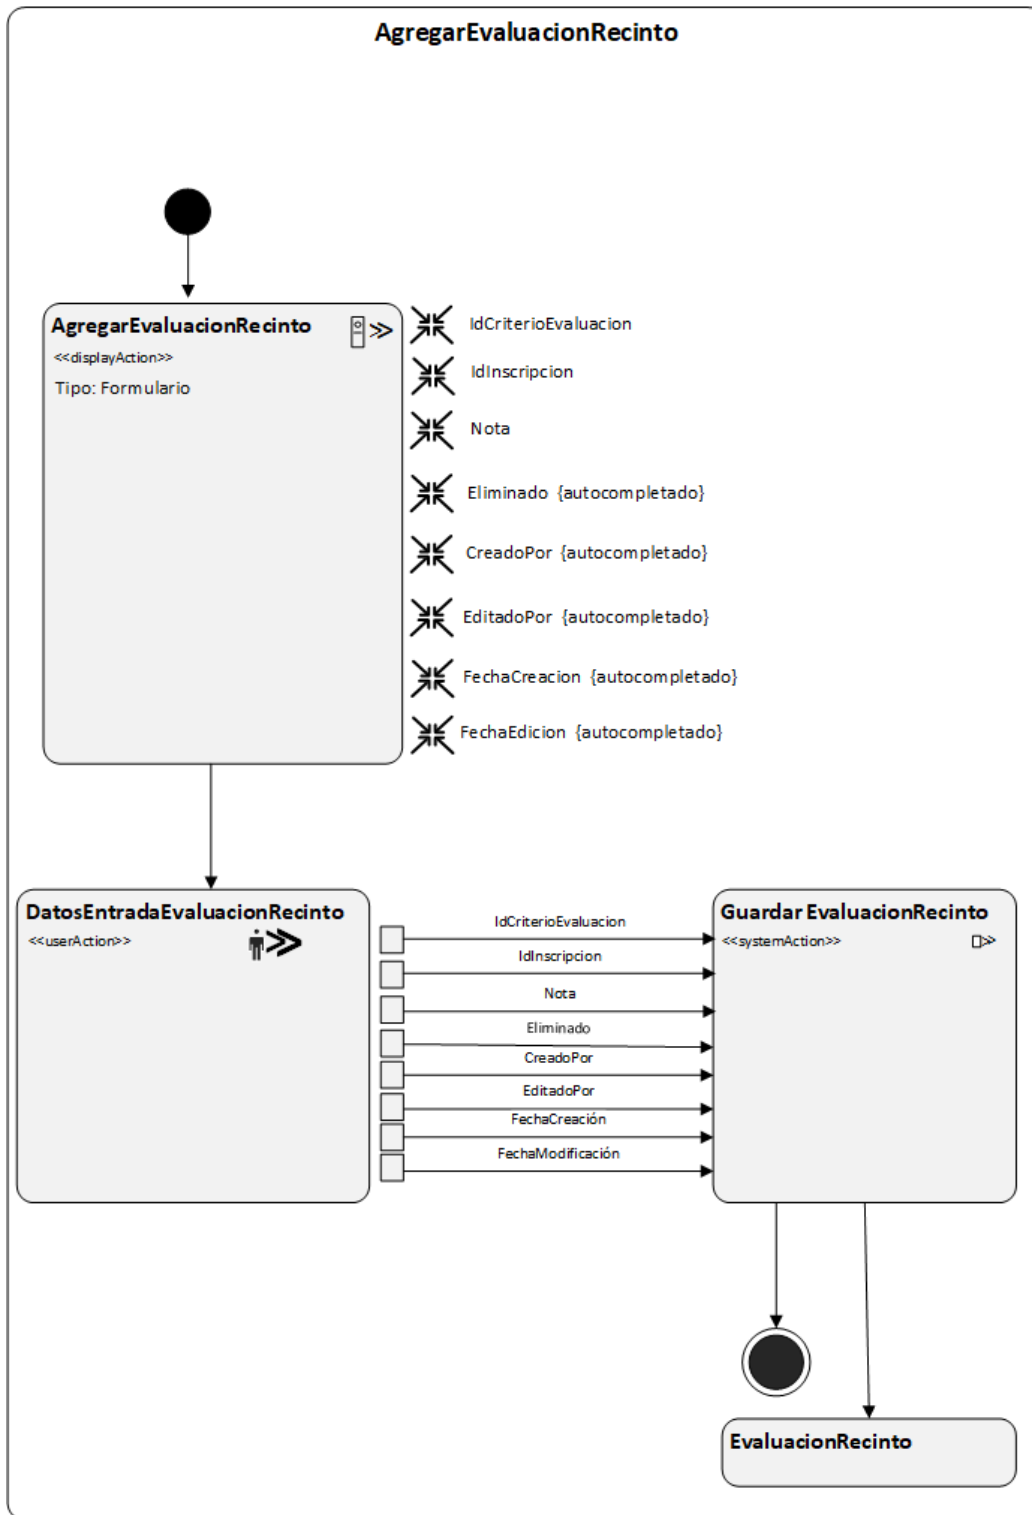 AgregarEvaluacionRecinto
AgregarEvaluacionRecinto
<<displayAction>>
Tipo: Formulario
IdCriterioEvaluacion
IdInscripcion
Nota
Eliminado {autocompletado}
CreadoPor {autocompletado}
EditadoPor {autocompletado}
FechaCreacion {autocompletado}
FechaEdicion {autocompletado}
DatosEntradaEvaluacionRecinto
<<userAction>>
IdCriterioEvaluacion
IdInscripcion
Nota
Eliminado
CreadoPor
EditadoPor
FechaCreación
FechaModificación
Guardar EvaluacionRecinto
<<systemAction>>
EvaluacionRecinto